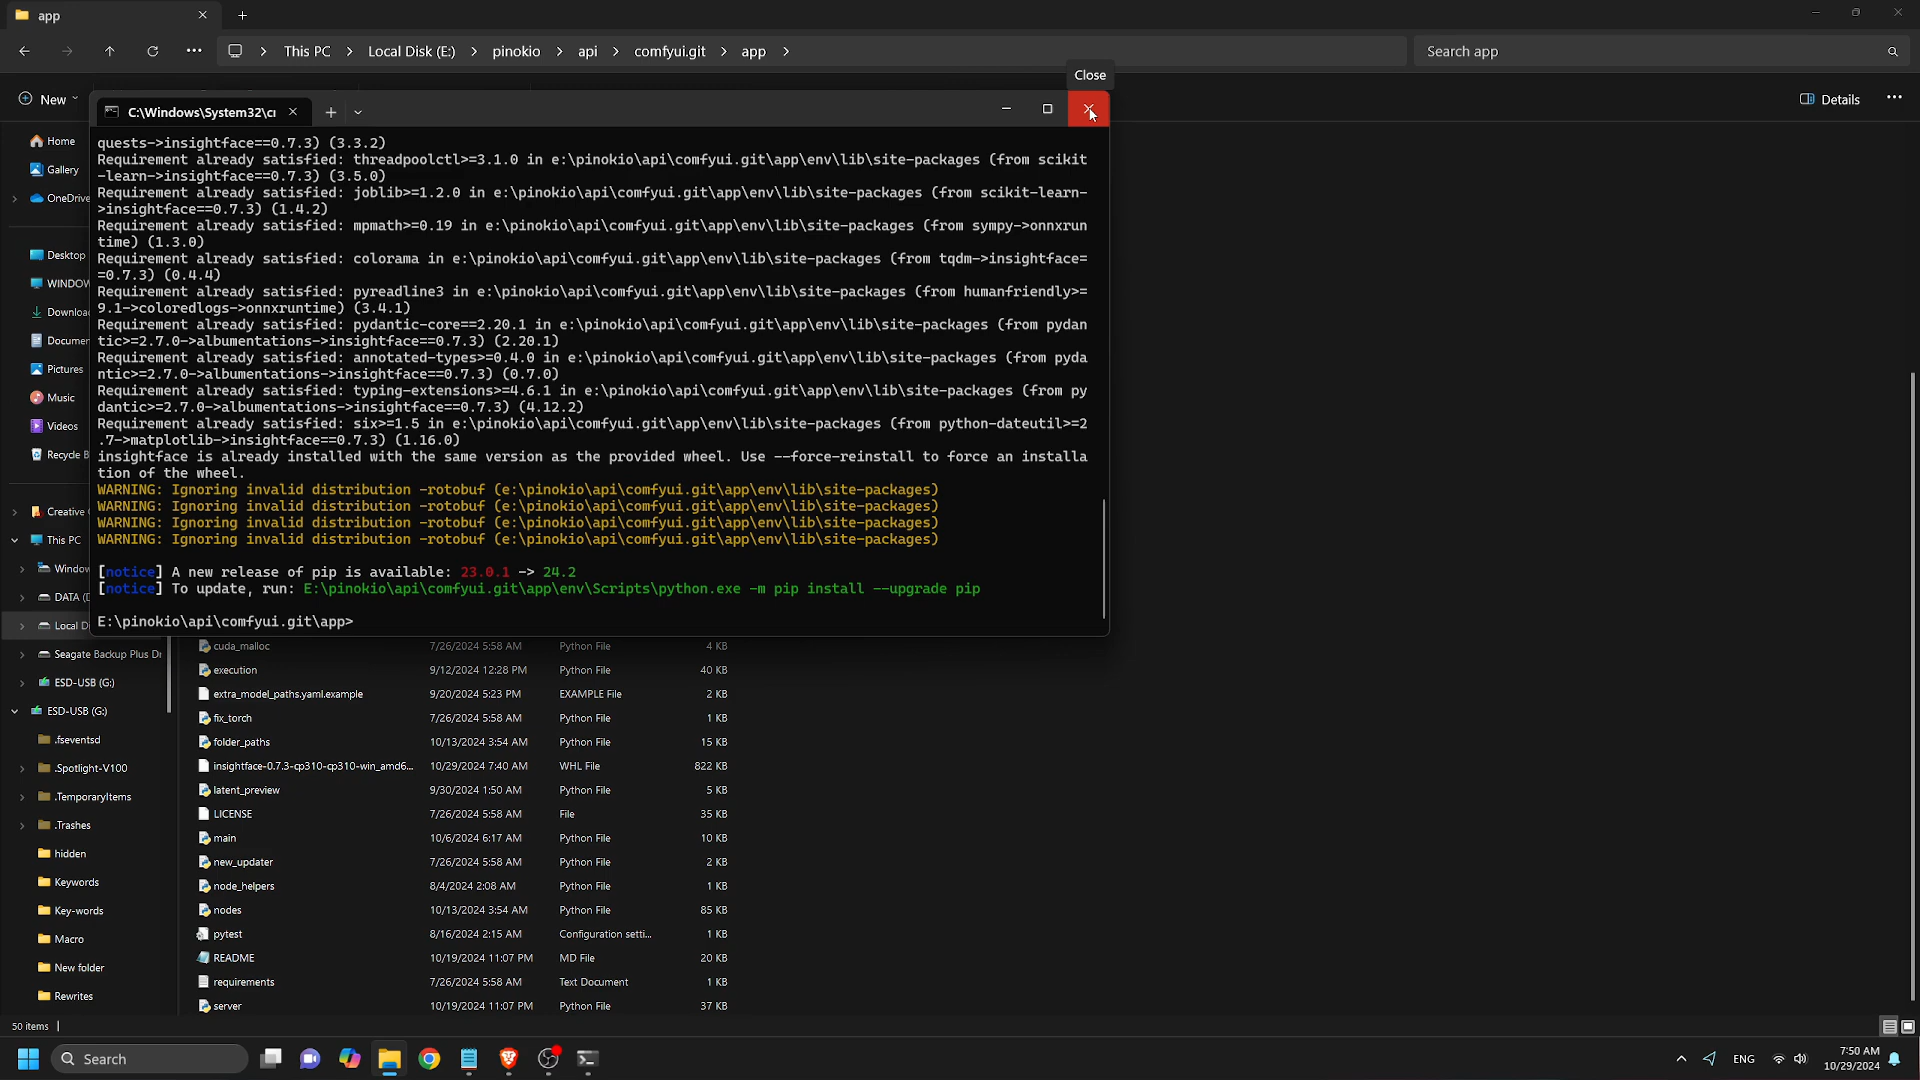 app
This PC > Local Disk (E:) > pinokio > api > comfyui.git > app >
Search app
Close
New
C:\Windows\System32\cı
Details
Home
Gallery
OneDrive
Desktop
WINDOV
Downloa
Documer
Pictures
Music
Videos
Recycle B
Creative
This PC
Window
DATA (
Local D
Seagate Backup Plus Dr
ESD-USB (G:)
ESD-USB (G:)
.fseventsd
.Spotlight-V100
.TemporaryItems
.Trashes
hidden
Keywords
Key-words
Macro
New folder
Rewrites
quests->insightface==0.7.3) (3.3.2)
Requirement already satisfied: threadpoolctl>=3.1.0 in e:\pinokio\api\comfyui.git\app\env\lib\site-packages (from scikit
-learn->insightface==0.7.3) (3.5.0)
Requirement already satisfied: joblib>=1.2.0 in e:\pinokio\api\comfyui.git\app\env\lib\site-packages (from scikit-learn-
>insightface==0.7.3) (1.4.2)
Requirement already satisfied: mpmath>=0.19 in e:\pinokio\api\comfyui.git\app\env\lib\site-packages (from sympy->onnxrun
time) (1.3.0)
Requirement already satisfied: colorama in e:\pinokio\api\comfyui.git\app\env\lib\site-packages (from tqdm->insightface=
=0.7.3) (0.4.4)
Requirement already satisfied: pyreadline3 in e:\pinokio\api\comfyui.git\app\env\lib\site-packages (from humanfriendly>=
9.1->coloredlogs->onnxruntime) (3.4.1)
Requirement already satisfied: pydantic-core==2.20.1 in e:\pinokio\api\comfyui.git\app\env\lib\site-packages (from pydan
tic>=2.7.0->albumentations->insightface==0.7.3) (2.20.1)
Requirement already satisfied: annotated-types>=0.4.0 in e:\pinokio\api\comfyui.git\app\env\lib\site-packages (from pyda
ntic>=2.7.0->albumentations->insightface==0.7.3) (0.7.0)
Requirement already satisfied: typing-extensions>=4.6.1 in e:\pinokio\api\comfyui.git\app\env\lib\site-packages (from py
dantic>=2.7.0->albumentations->insightface==0.7.3) (4.12.2)
Requirement already satisfied: six>=1.5 in e:\pinokio\api\comfyui.git\app\env\lib\site-packages (from python-dateutil>=2
.7->matplotlib->insightface==0.7.3) (1.16.0)
insightface is already installed with the same version as the provided wheel. Use --force-reinstall to force an installa
tion of the wheel.
WARNING: Ignoring invalid distribution -rotobuf (e:\pinokio\api\comfyui.git\app\env\lib\site-packages)
WARNING: Ignoring invalid distribution -rotobuf (e:\pinokio\api\comfyui.git\app\env\lib\site-packages)
WARNING: Ignoring invalid distribution -rotobuf (e:\pinokio\api\comfyui.git\app\env\lib\site-packages)
WARNING: Ignoring invalid distribution -rotobuf (e:\pinokio\api\comfyui.git\app\env\lib\site-packages)
[notice] A new release of pip is available: 23.0.1 -> 24.2
[notice] To update, run: E:\pinokio\api\comfyui.git\app\env\Scripts\python.exe -m pip install --upgrade pip
E:\pinokio\api\comfyui.git\app>
cuda_malloc 7/26/2024 5:58 AM Python File 4 KB
execution 9/12/2024 12:28 PM Python File 40 KB
extra_model_paths.yaml.example 9/20/2024 5:23 PM EXAMPLE File 2 KB
fix_torch 7/26/2024 5:58 AM Python File 1 KB
folder_paths 10/13/2024 3:54 AM Python File 15 KB
insightface-0.7.3-cp310-cp310-win_amd6... 10/29/2024 7:40 AM WHL File 822 KB
latent_preview 9/30/2024 1:50 AM Python File 5 KB
LICENSE 7/26/2024 5:58 AM File 35 KB
main 10/6/2024 6:17 AM Python File 10 KB
new_updater 7/26/2024 5:58 AM Python File 2 KB
node_helpers 8/4/2024 2:08 AM Python File 1 KB
nodes 10/13/2024 3:54 AM Python File 85 KB
pytest 8/16/2024 2:15 AM Configuration setti... 1 KB
README 10/19/2024 11:07 PM MD File 20 KB
requirements 7/26/2024 5:58 AM Text Document 1 KB
server 10/19/2024 11:07 PM Python File 37 KB
50 items
Search
ENG
7:50 AM
10/29/2024